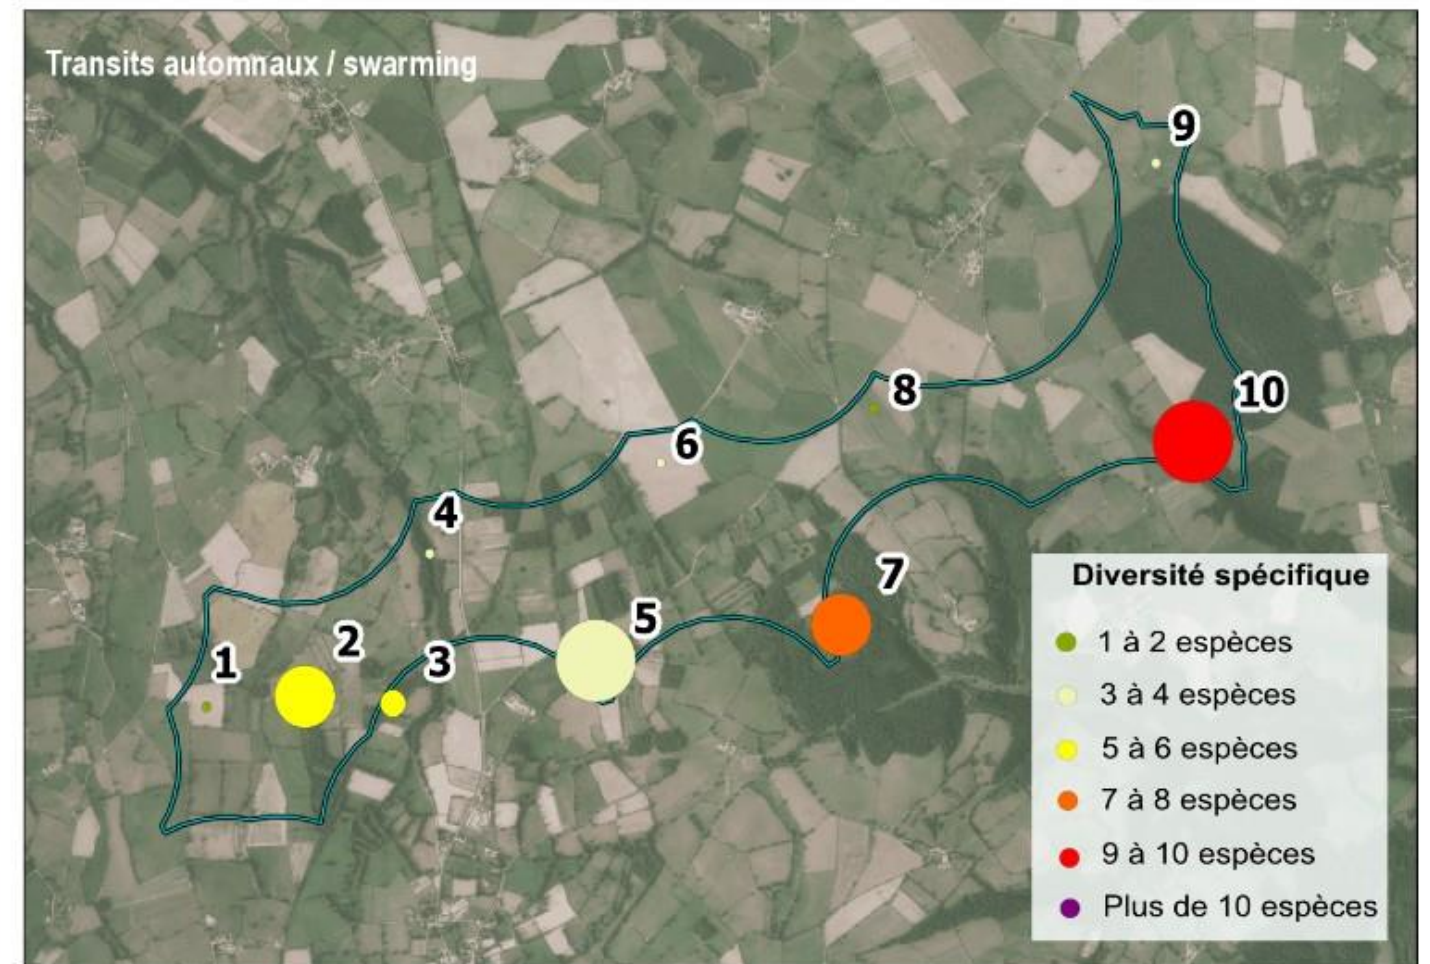 Transits automnaux / swarming
9
8
10
6
4
7
5
2
3
1
Diversité spécifique
1 à 2 espèces
3 à 4 espèces
5 à 6 espèces
7 à 8 espèces
9 à 10 espèces
Plus de 10 espèces